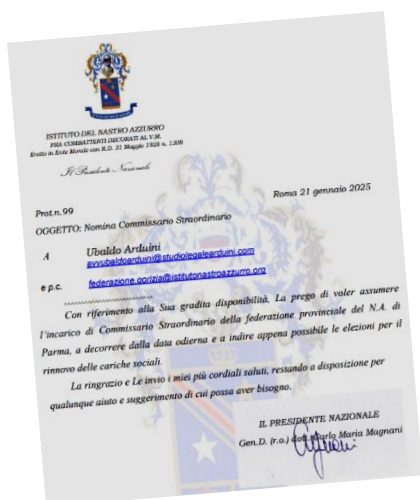 ISTITUTO DEL NASTRO AZZURRO
FRA COMBATTENTI DECORATI AL V.M.
Eretto in Ente Morale con R.D. 31 Maggio 1928 n. 1308
Il Presidente Nazionale
Roma 21 gennaio 2025
Prot.n. 99
OGGETTO: Nomina Commissario Straordinario
A Ubaldo Arduini
avvubaldoarduini@studiolegalearduini.com
e p.c. federazione.gorizia@istitutonastroazzurro.org
Con riferimento alla Sua gradita disponibilità. La prego di voler assumere
l'incarico di Commissario Straordinario della federazione provinciale del N.A. di
Parma, a decorrere dalla data odierna e a indire appena possibile le elezioni per il
rinnovo delle cariche sociali.
La ringrazio e Le invio i miei più cordiali saluti, restando a disposizione per
qualunque aiuto e suggerimento di cui possa aver bisogno.
IL PRESIDENTE NAZIONALE
Gen.D. (r.o.) dott. Carlo Maria Magnani